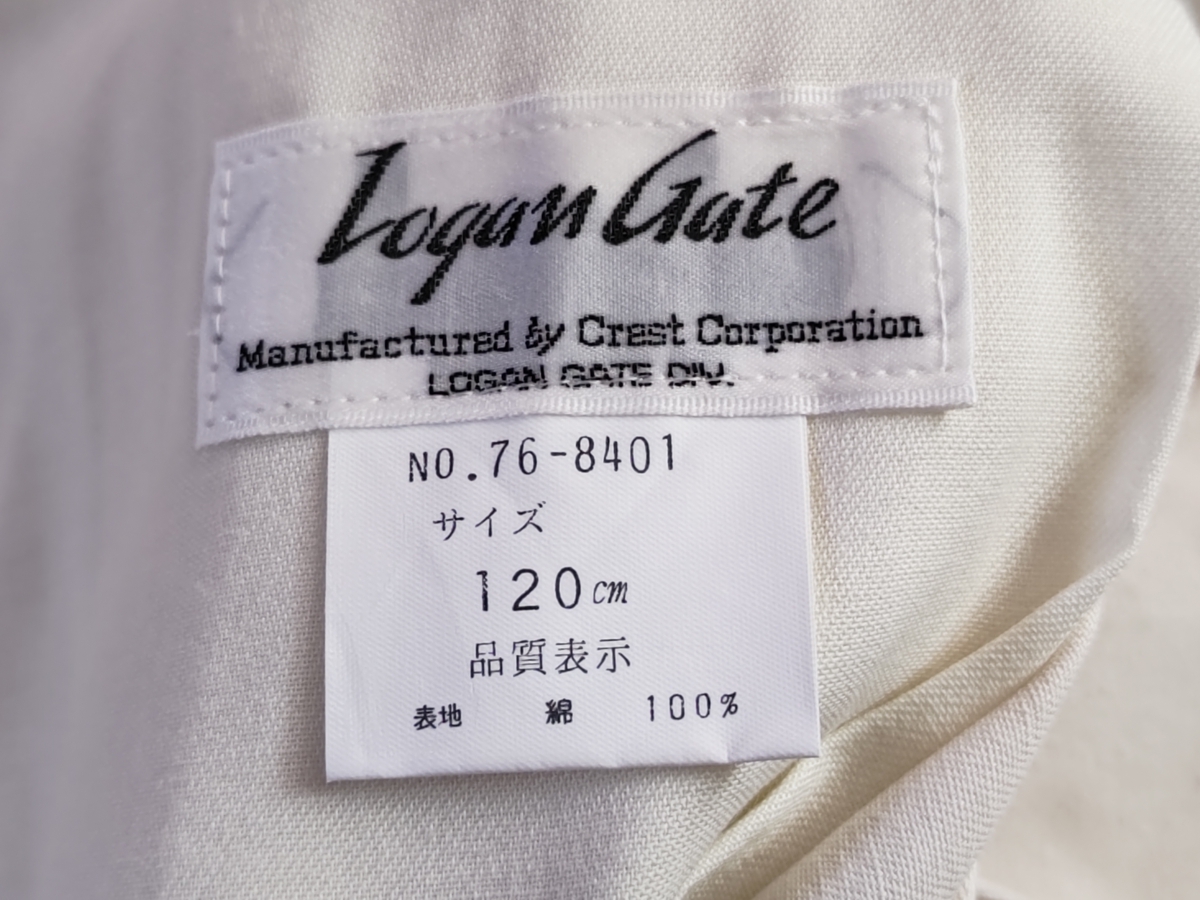 Logan Gate
Manufactured by Crest Corporation
LOGAN GATE DIV.
NO.76-8401
サイズ
120cm
品質表示
表地 綿 100%